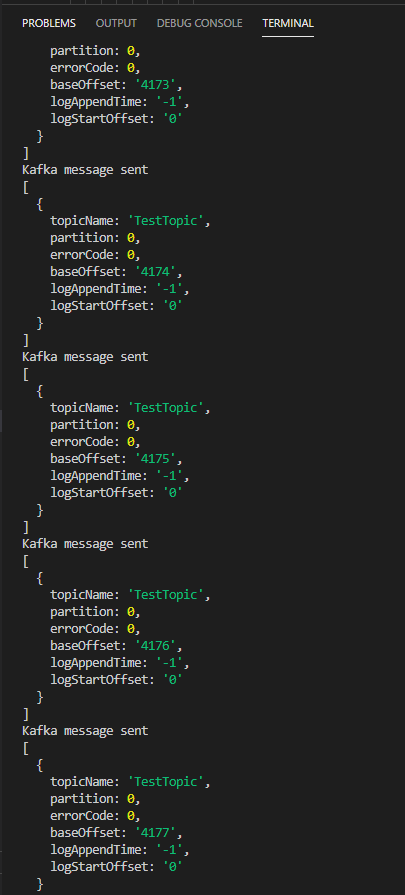 PROBLEMS OUTPUT DEBUG CONSOLE TERMINAL
    partition: 0,
    errorCode: 0,
    baseOffset: '4173',
    logAppendTime: '-1',
    logStartOffset: '0'
  }
]
Kafka message sent
[
  {
    topicName: 'TestTopic',
    partition: 0,
    errorCode: 0,
    baseOffset: '4174',
    logAppendTime: '-1',
    logStartOffset: '0'
  }
]
Kafka message sent
[
  {
    topicName: 'TestTopic',
    partition: 0,
    errorCode: 0,
    baseOffset: '4175',
    logAppendTime: '-1',
    logStartOffset: '0'
  }
]
Kafka message sent
[
  {
    topicName: 'TestTopic',
    partition: 0,
    errorCode: 0,
    baseOffset: '4176',
    logAppendTime: '-1',
    logStartOffset: '0'
  }
]
Kafka message sent
[
  {
    topicName: 'TestTopic',
    partition: 0,
    errorCode: 0,
    baseOffset: '4177',
    logAppendTime: '-1',
    logStartOffset: '0'
  }